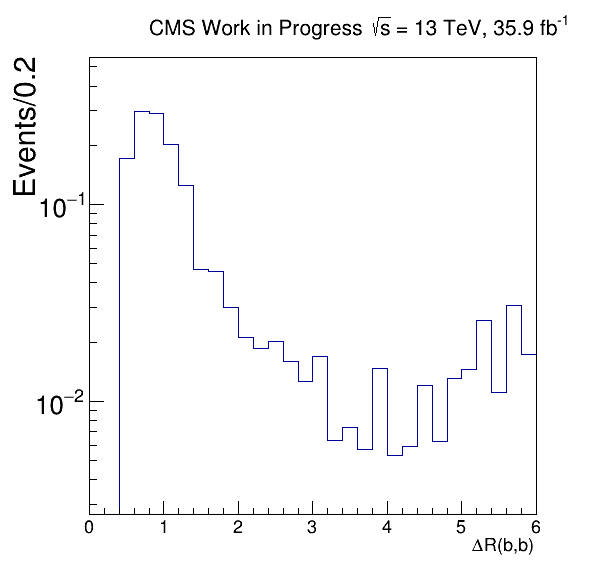 CMS Work in Progress √s = 13 TeV, 35.9 fb⁻¹
Events/0.2
10⁻¹
10⁻²
0 1 2 3 4 5 6
ΔR(b,b)